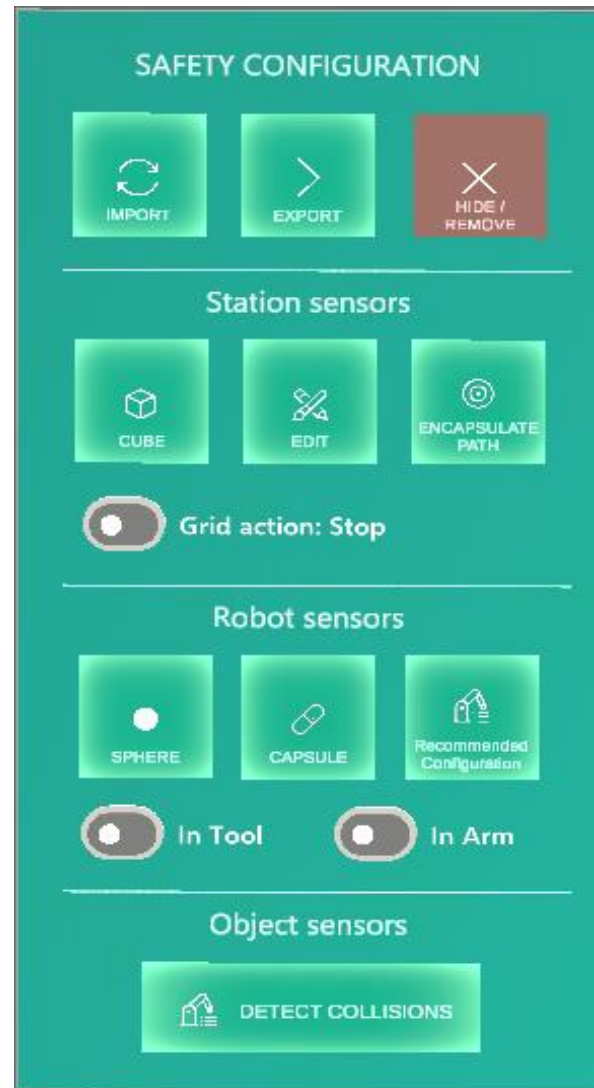 SAFETY CONFIGURATION
IMPORT
EXPORT
HIDE /
REMOVE
Station sensors
CUBE
EDIT
ENCAPSULATE
PATH
Grid action: Stop
Robot sensors
SPHERE
CAPSULE
Recommended
Configuration
In Tool
In Arm
Object sensors
DETECT COLLISIONS